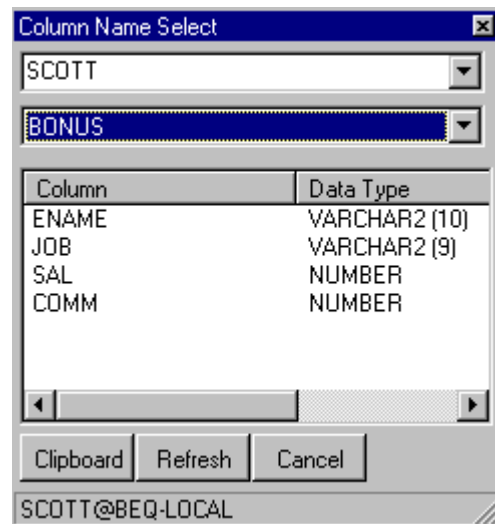 Column Name Select
SCOTT
BONUS
Column Data Type
ENAME VARCHAR2 (10)
JOB VARCHAR2 (9)
SAL NUMBER
COMM NUMBER
Clipboard Refresh Cancel
SCOTT@BEQ-LOCAL